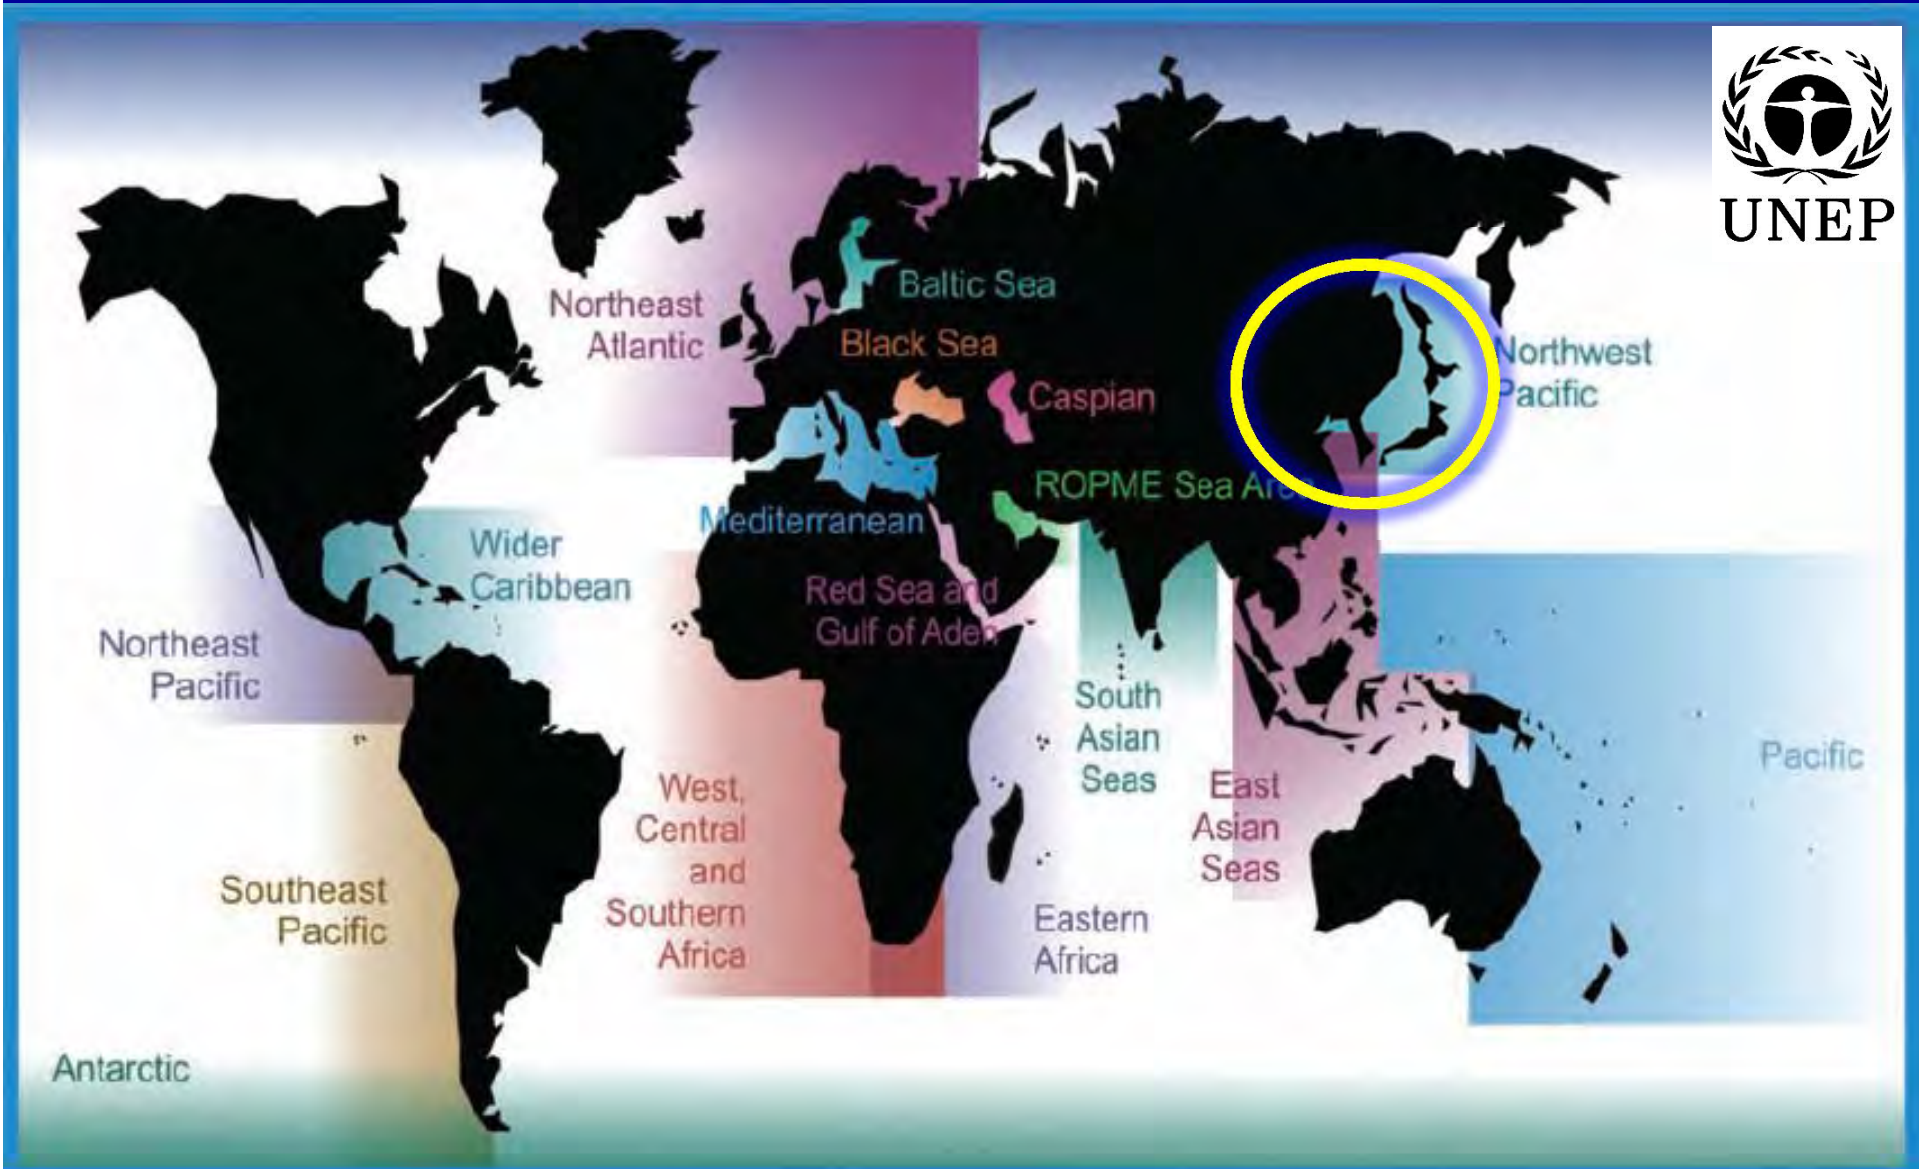 UNEP
Baltic Sea
Northeast
Atlantic
Black Sea
Northwest
Pacific
Caspian
ROPME Sea Area
Mediterranean
Wider
Caribbean
Red Sea and
Gulf of Aden
Northeast
Pacific
South
Asian
Seas
Pacific
West,
Central
and
Southern
Africa
East
Asian
Seas
Southeast
Pacific
Eastern
Africa
Antarctic